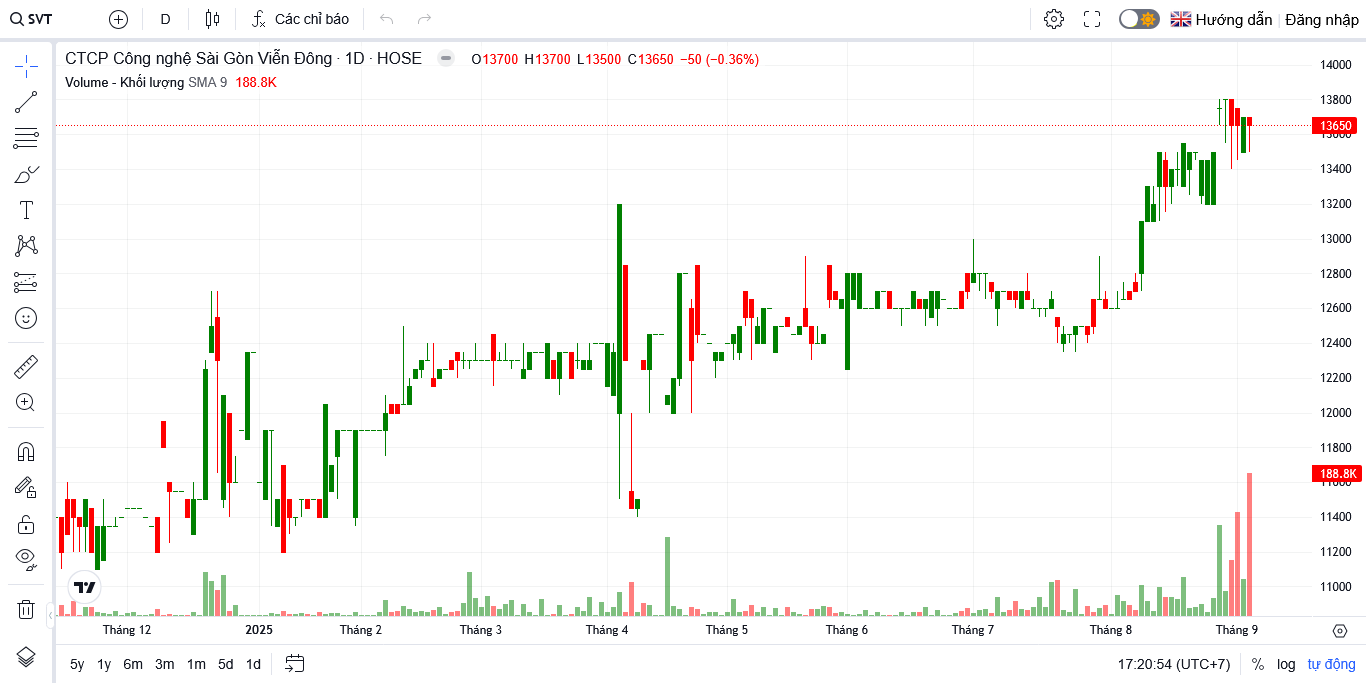 SVT D Các chỉ báo Hướng dẫn Đăng nhập
CTCP Công nghệ Sài Gòn Viễn Đông · 1D · HOSE O13700 H13700 L13500 C13650 −50 (−0.36%)
Volume - Khối lượng SMA 9 188.8K
14000
13800
13650
13600
13400
13200
13000
12800
12600
12400
12200
12000
11800
188.8K
11600
11400
11200
11000
Tháng 12 2025 Tháng 2 Tháng 3 Tháng 4 Tháng 5 Tháng 6 Tháng 7 Tháng 8 Tháng 9
5y 1y 6m 3m 1m 5d 1d 17:20:54 (UTC+7) % log tự động